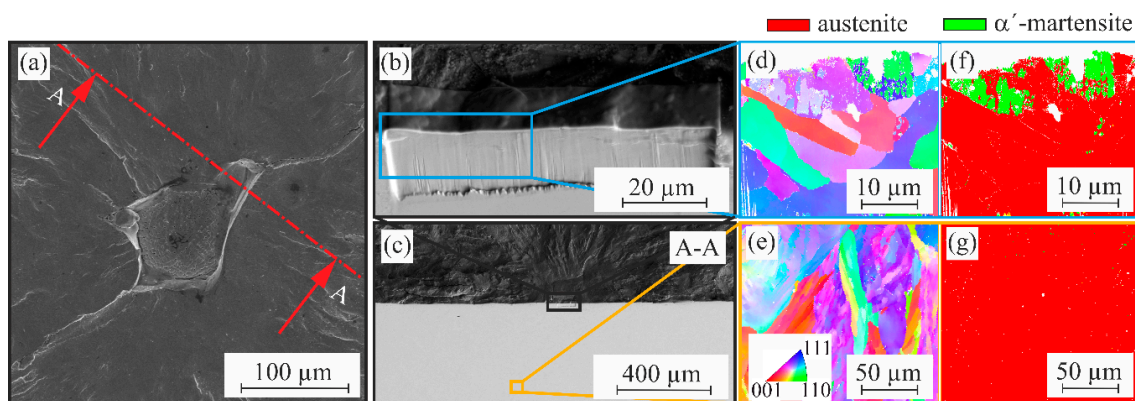 austenite
α´-martensite
(a)
A
A
100 µm
(b)
20 µm
(c)
A-A
400 µm
(d)
10 µm
(f)
10 µm
(e)
111
001
110
50 µm
(g)
50 µm